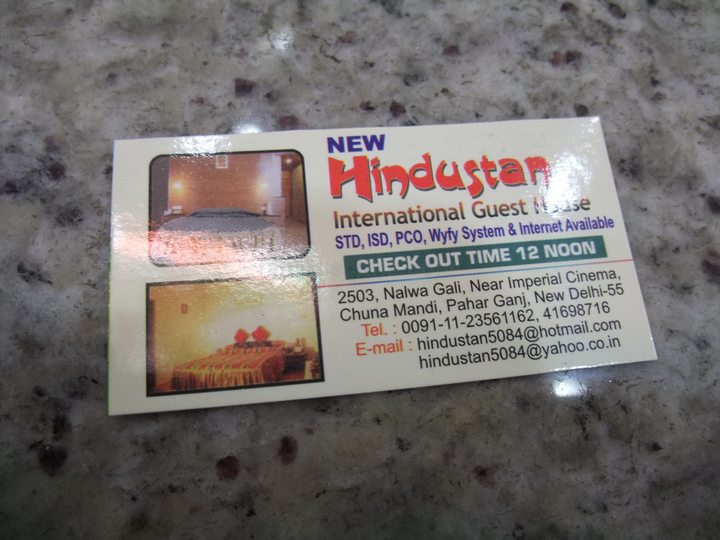 NEW
Hindustan
International Guest House
STD, ISD, PCO, Wyfy System & Internet Available
CHECK OUT TIME 12 NOON
2503, Nalwa Gali, Near Imperial Cinema,
Chuna Mandi, Pahar Ganj, New Delhi-55
Tel. : 0091-11-23561162, 41698716
E-mail : hindustan5084@hotmail.com
hindustan5084@yahoo.co.in